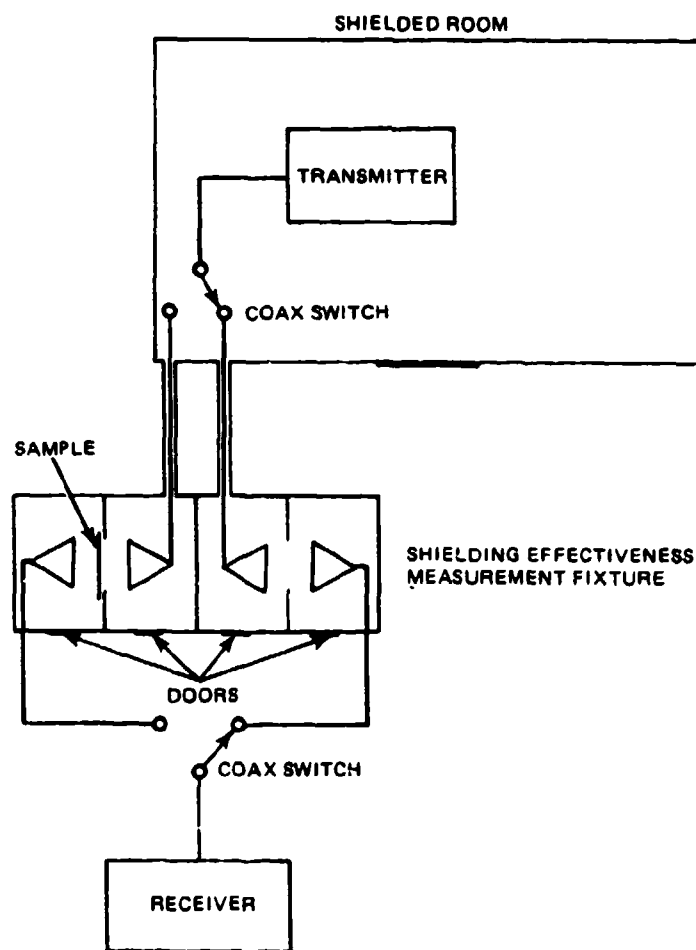 SHIELDED ROOM
TRANSMITTER
COAX SWITCH
SAMPLE
SHIELDING EFFECTIVENESS
MEASUREMENT FIXTURE
DOORS
COAX SWITCH
RECEIVER